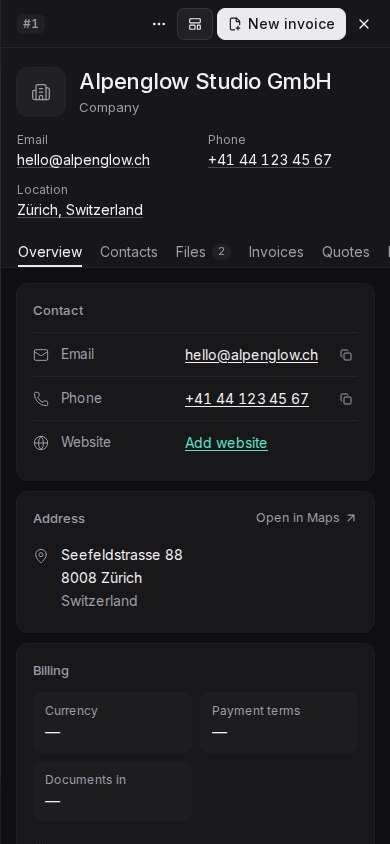 #1
New invoice
Alpenglow Studio GmbH
Company
Email
Phone
hello@alpenglow.ch
+41 44 123 45 67
Location
Zürich, Switzerland
Overview
Contacts
Files 2
Invoices
Quotes
Contact
Email
hello@alpenglow.ch
Phone
+41 44 123 45 67
Website
Add website
Address
Open in Maps
Seefeldstrasse 88
8008 Zürich
Switzerland
Billing
Currency
Payment terms
—
—
Documents in
—